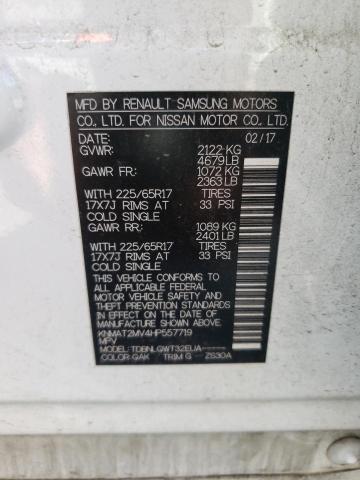 MFD BY RENAULT SAMSUNG MOTORS
CO., LTD. FOR NISSAN MOTOR CO., LTD.
DATE: 02/17
GVWR: 2122 KG
4679 LB
GAWR FR: 1072 KG
2363 LB
WITH 225/65R17 TIRES
17X7J RIMS AT 33 PSI
COLD SINGLE
GAWR RR: 1089 KG
2401 LB
WITH 225/65R17 TIRES
17X7J RIMS AT 33 PSI
COLD SINGLE
THIS VEHICLE CONFORMS TO
ALL APPLICABLE FEDERAL
MOTOR VEHICLE SAFETY, BUMPER
AND THEFT PREVENTION
STANDARDS IN EFFECT ON
THE DATE OF MANUFACTURE
SHOWN ABOVE.
KNMAT2MV4HP557719
MPV
MODEL: TDBNLGWT32EUA-----
COLOR: QAK TRIM: G ZS30A